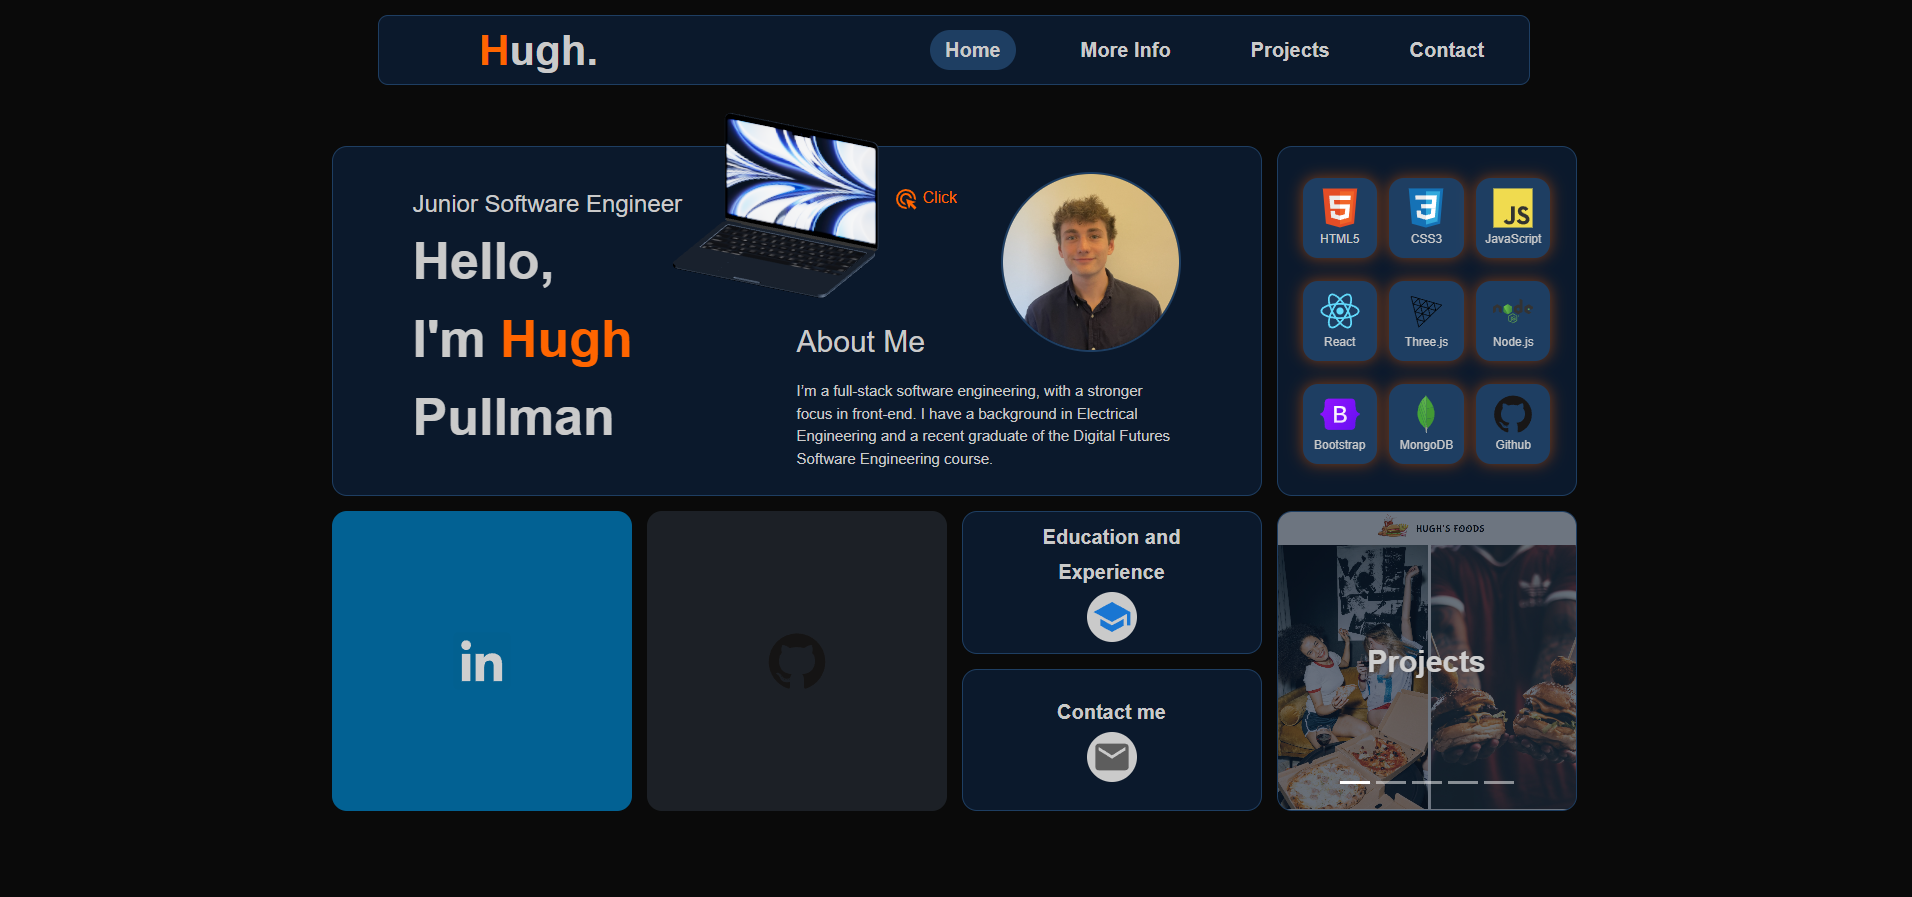 Hugh.
Home
More Info
Projects
Contact
Junior Software Engineer
Hello,
I'm Hugh
Pullman
Click
About Me
I'm a full-stack software engineering, with a stronger
focus in front-end. I have a background in Electrical
Engineering and a recent graduate of the Digital Futures
Software Engineering course.
5
HTML5
3
CSS3
JS
JavaScript
React
Three.js
node
JS
Node.js
B
Bootstrap
MongoDB
Github
in
Education and
Experience
Contact me
HUGH'S FOODS
Projects